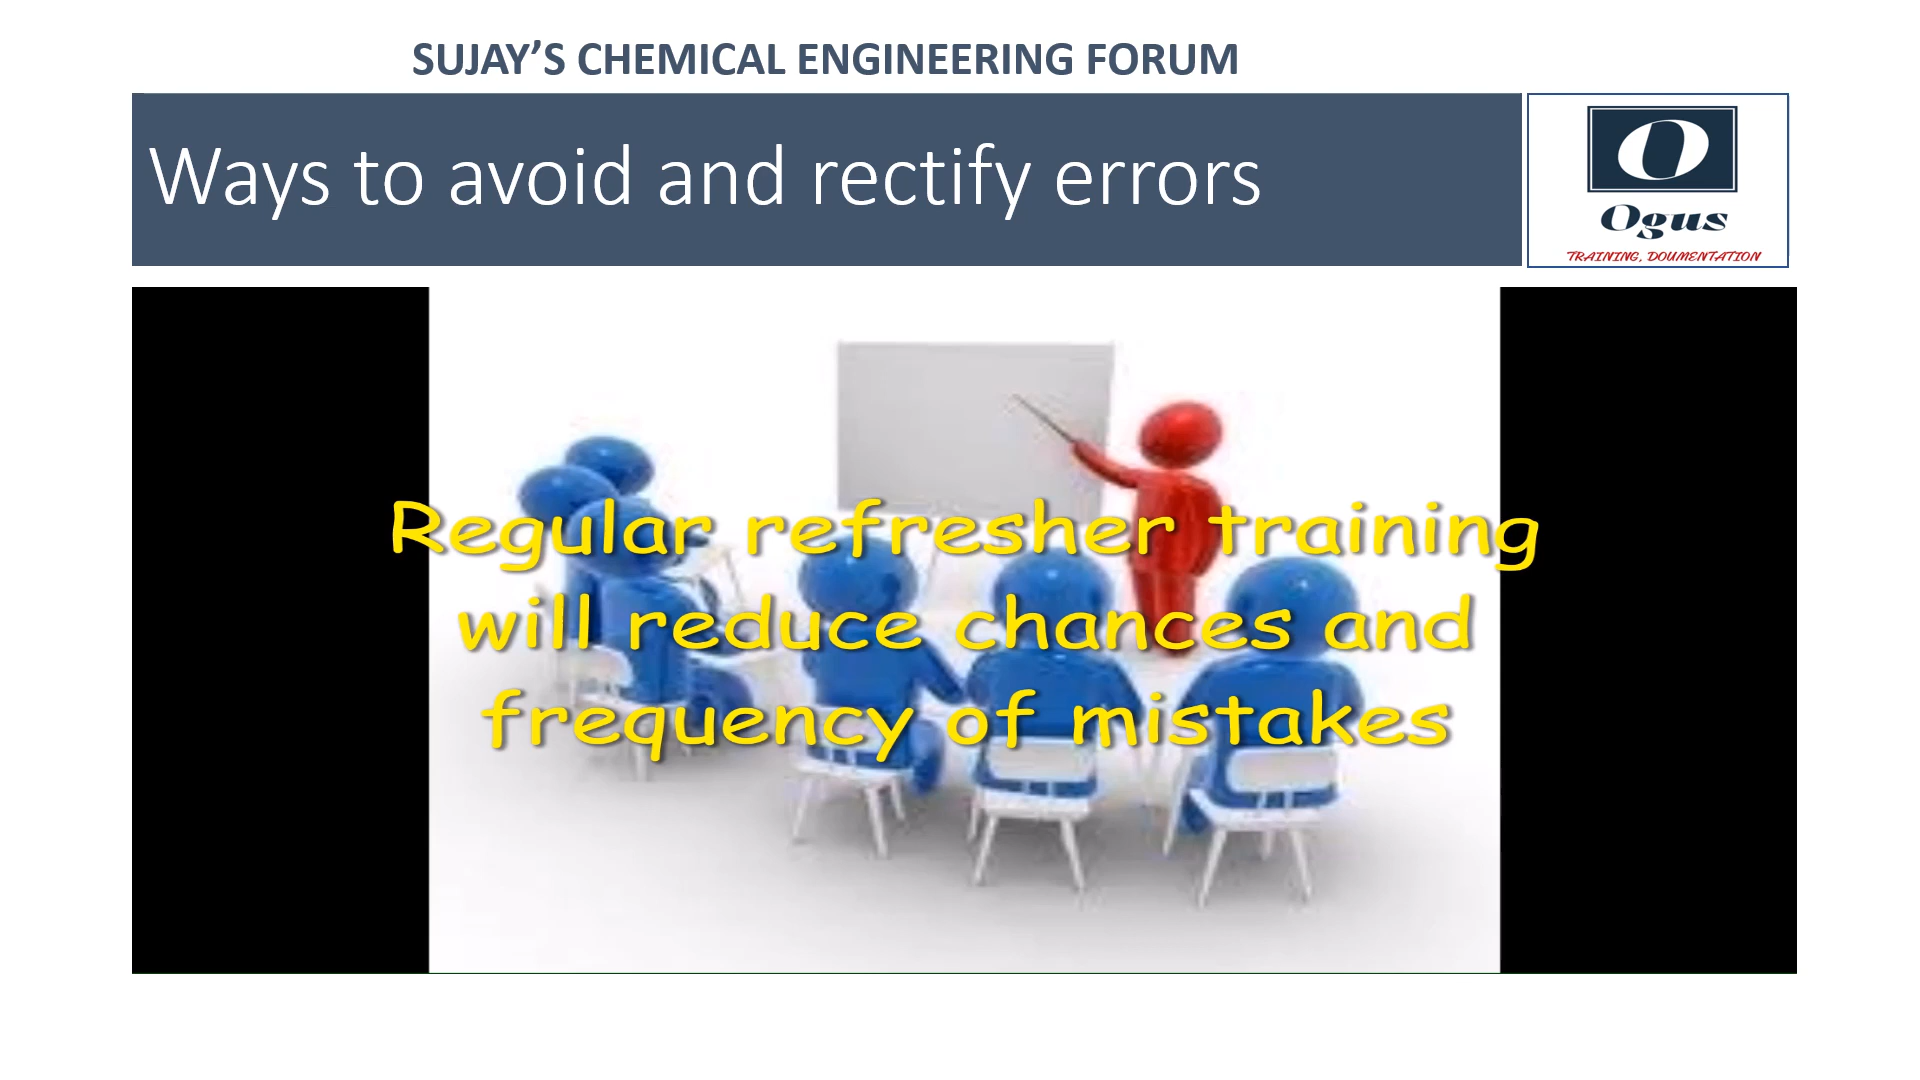 SUJAY’S CHEMICAL ENGINEERING FORUM
Ways to avoid and rectify errors
O
Ogus
TRAINING, DOUMENTATION
Regular refresher training
will reduce chances and
frequency of mistakes